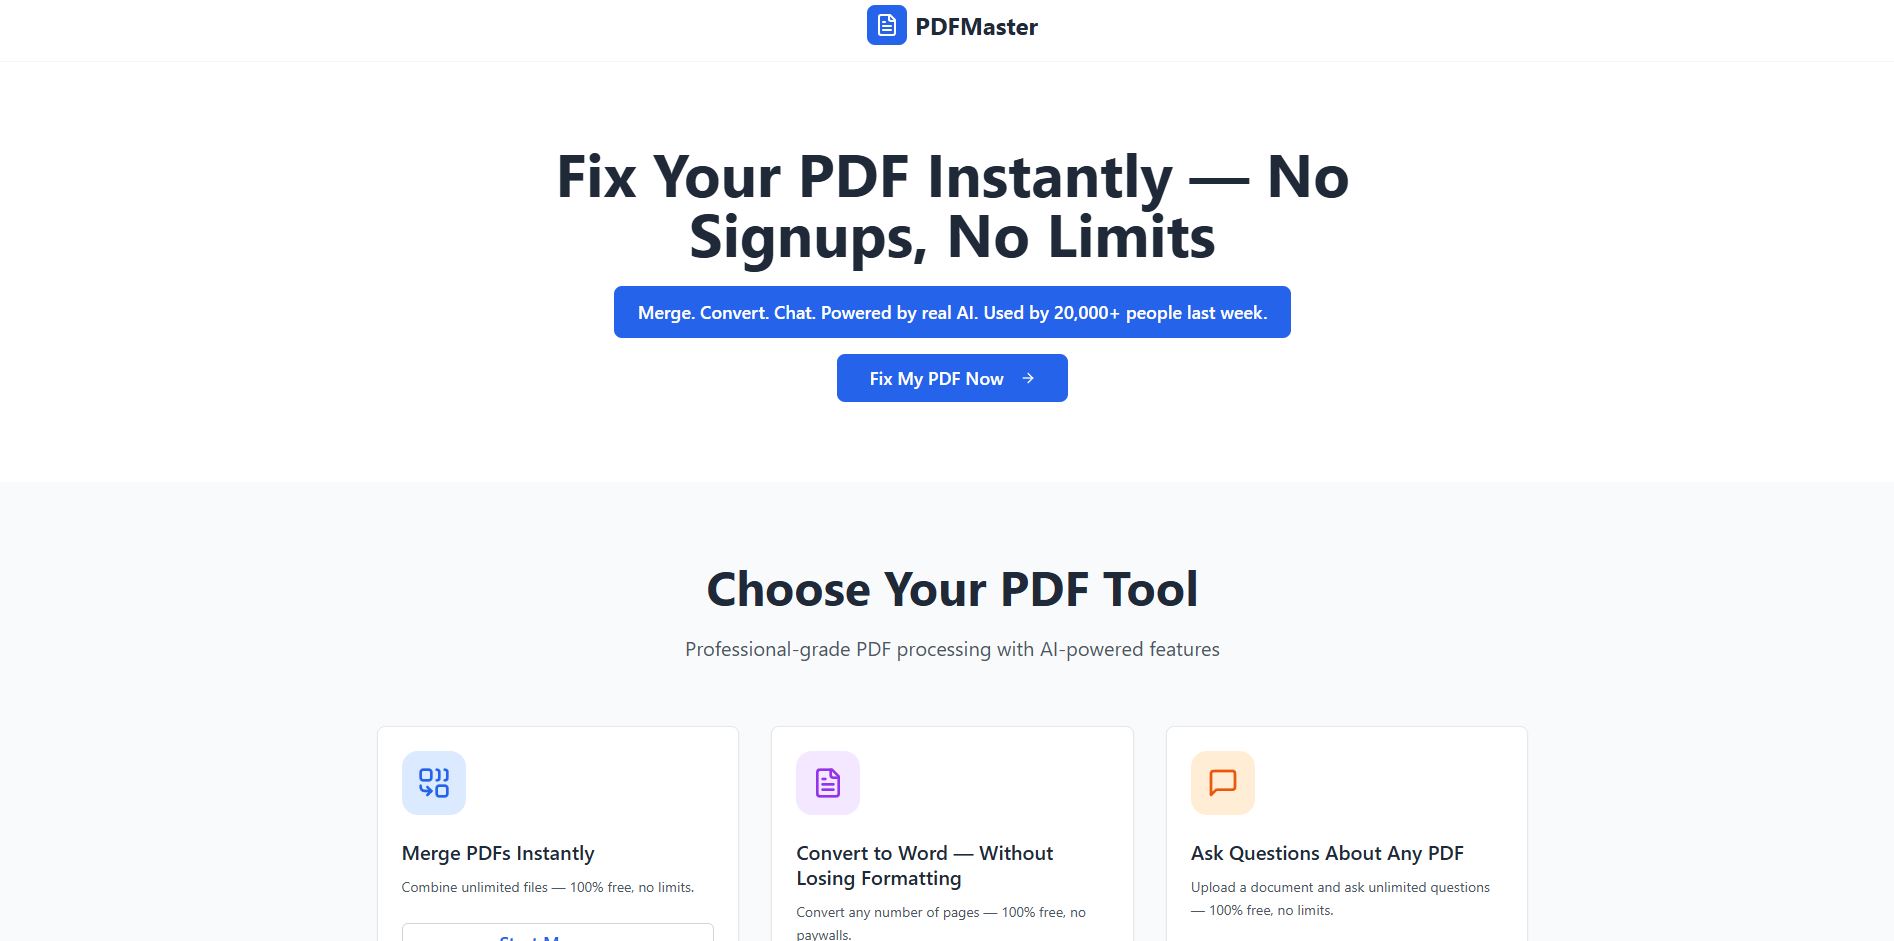 PDFMaster
Fix Your PDF Instantly — No
Signups, No Limits
Merge. Convert. Chat. Powered by real AI. Used by 20,000+ people last week.
Fix My PDF Now
Choose Your PDF Tool
Professional-grade PDF processing with AI-powered features
Merge PDFs Instantly
Combine unlimited files — 100% free, no limits.
Convert to Word — Without
Losing Formatting
Convert any number of pages — 100% free, no
paywalls.
Ask Questions About Any PDF
Upload a document and ask unlimited questions
— 100% free, no limits.